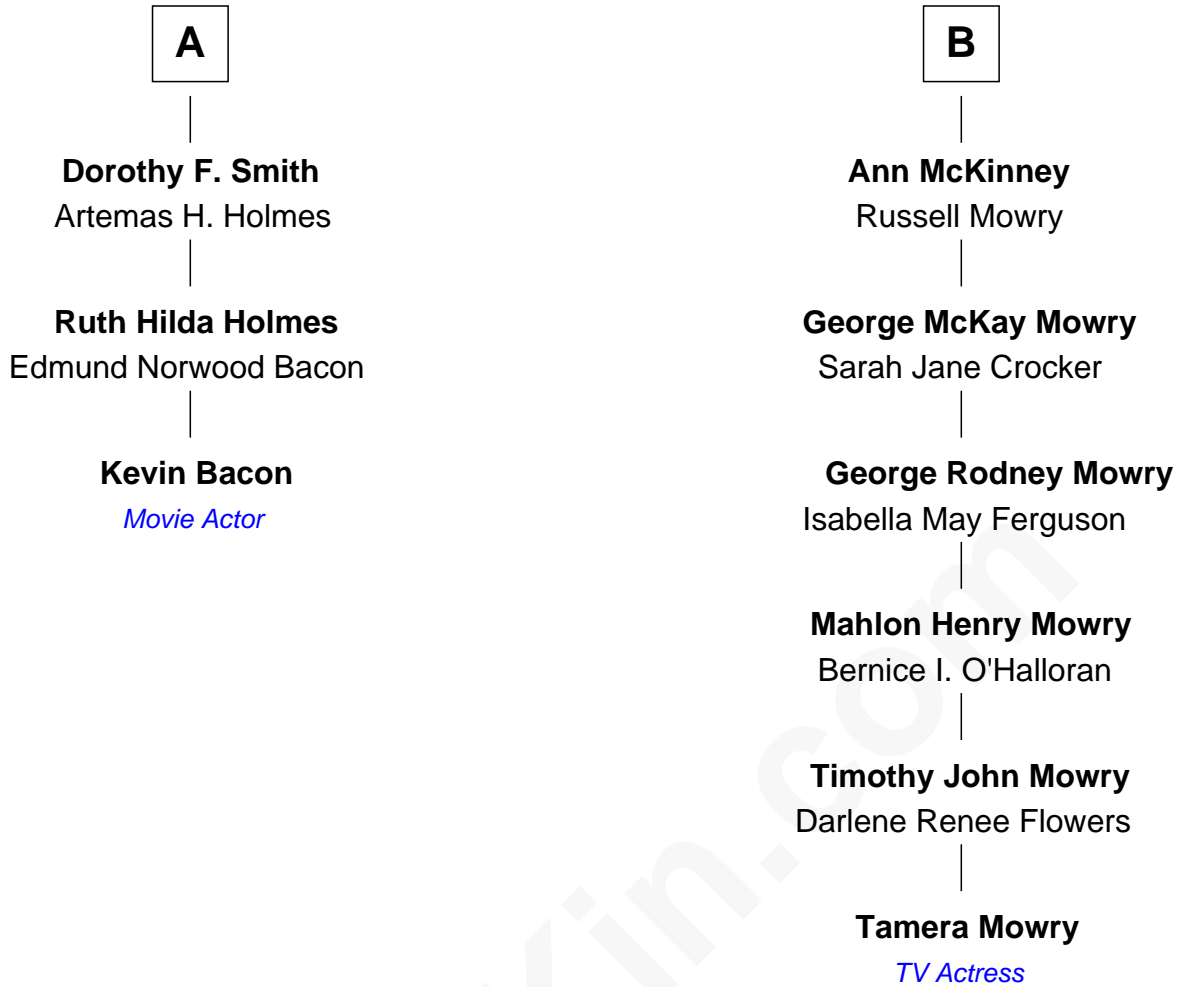 A
Dorothy F. Smith
Artemas H. Holmes
Ruth Hilda Holmes
Edmund Norwood Bacon
Kevin Bacon
Movie Actor
B
Ann McKinney
Russell Mowry
George McKay Mowry
Sarah Jane Crocker
George Rodney Mowry
Isabella May Ferguson
Mahlon Henry Mowry
Bernice I. O'Halloran
Timothy John Mowry
Darlene Renee Flowers
Tamera Mowry
TV Actress
Kin.com